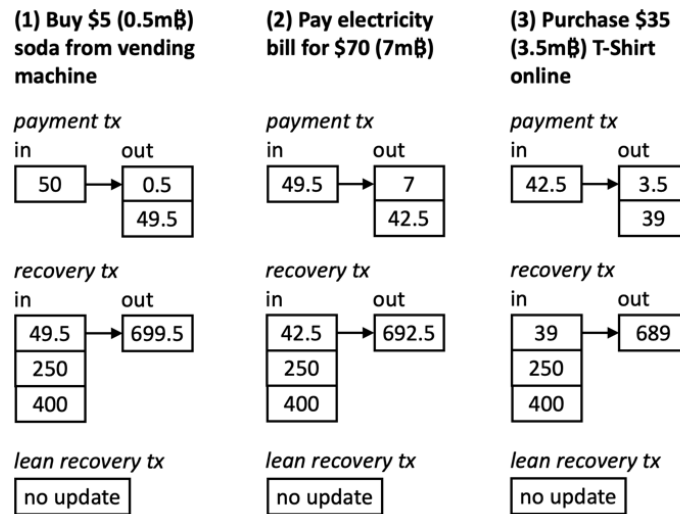 (1) Buy $5 (0.5m₿)
soda from vending
machine
payment tx
in out
50 0.5
49.5
recovery tx
in out
49.5 699.5
250
400
lean recovery tx
no update
(2) Pay electricity
bill for $70 (7m₿)
payment tx
in out
49.5 7
42.5
recovery tx
in out
42.5 692.5
250
400
lean recovery tx
no update
(3) Purchase $35
(3.5m₿) T-Shirt
online
payment tx
in out
42.5 3.5
39
recovery tx
in out
39 689
250
400
lean recovery tx
no update